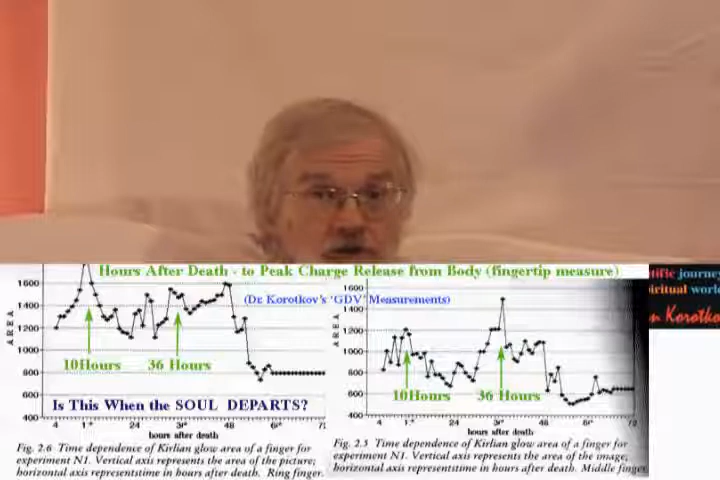 Hours After Death - to Peak Charge Release from Body (fingertip measure)
(Dr. Korotkov's 'GDV' Measurements)
tific journey
iritual worl
n Korotko
AREA
1600
1400
1200
1000
800
600
400
10Hours
36 Hours
Is This When the SOUL DEPARTS?
4
24
48
72
hours after death
Fig. 2.6 Time dependence of Kirlian glow area of a finger for
experiment N1. Vertical axis represents the area of the picture;
horizontal axis representstime in hours after death. Ring finger.
AREA
1600
1400
1200
1000
800
600
400
10Hours
36 Hours
4
24
48
72
hours after death
Fig. 2.5 Time dependence of Kirlian glow area of a finger for
experiment N1. Vertical axis represents the area of the image;
horizontal axis representstime in hours after death. Middle finger